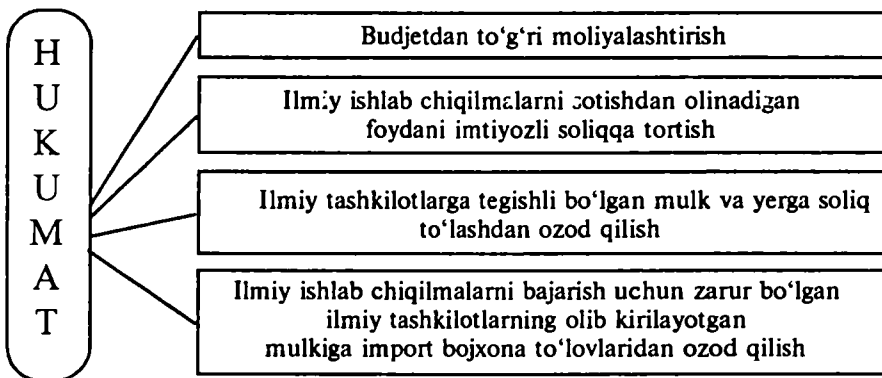 HUKUMAT
Budjetdan to‘g‘ri moliyalashtirish
Ilmiy ishlab chiqilmalarni sotishdan olinadigan
foydani imtiyozli soliqqa tortish
Ilmiy tashkilotlarga tegishli bo‘lgan mulk va yerga soliq
to‘lashdan ozod qilish
Ilmiy ishlab chiqilmalarni bajarish uchun zarur bo‘lgan
ilmiy tashkilotlarning olib kirilayotgan
mulkiga import bojxona to‘lovlaridan ozod qilish